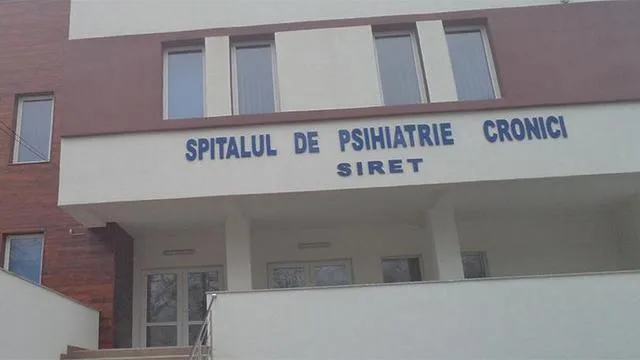 SPITALUL DE PSIHIATRIE CRONICI
SIRET